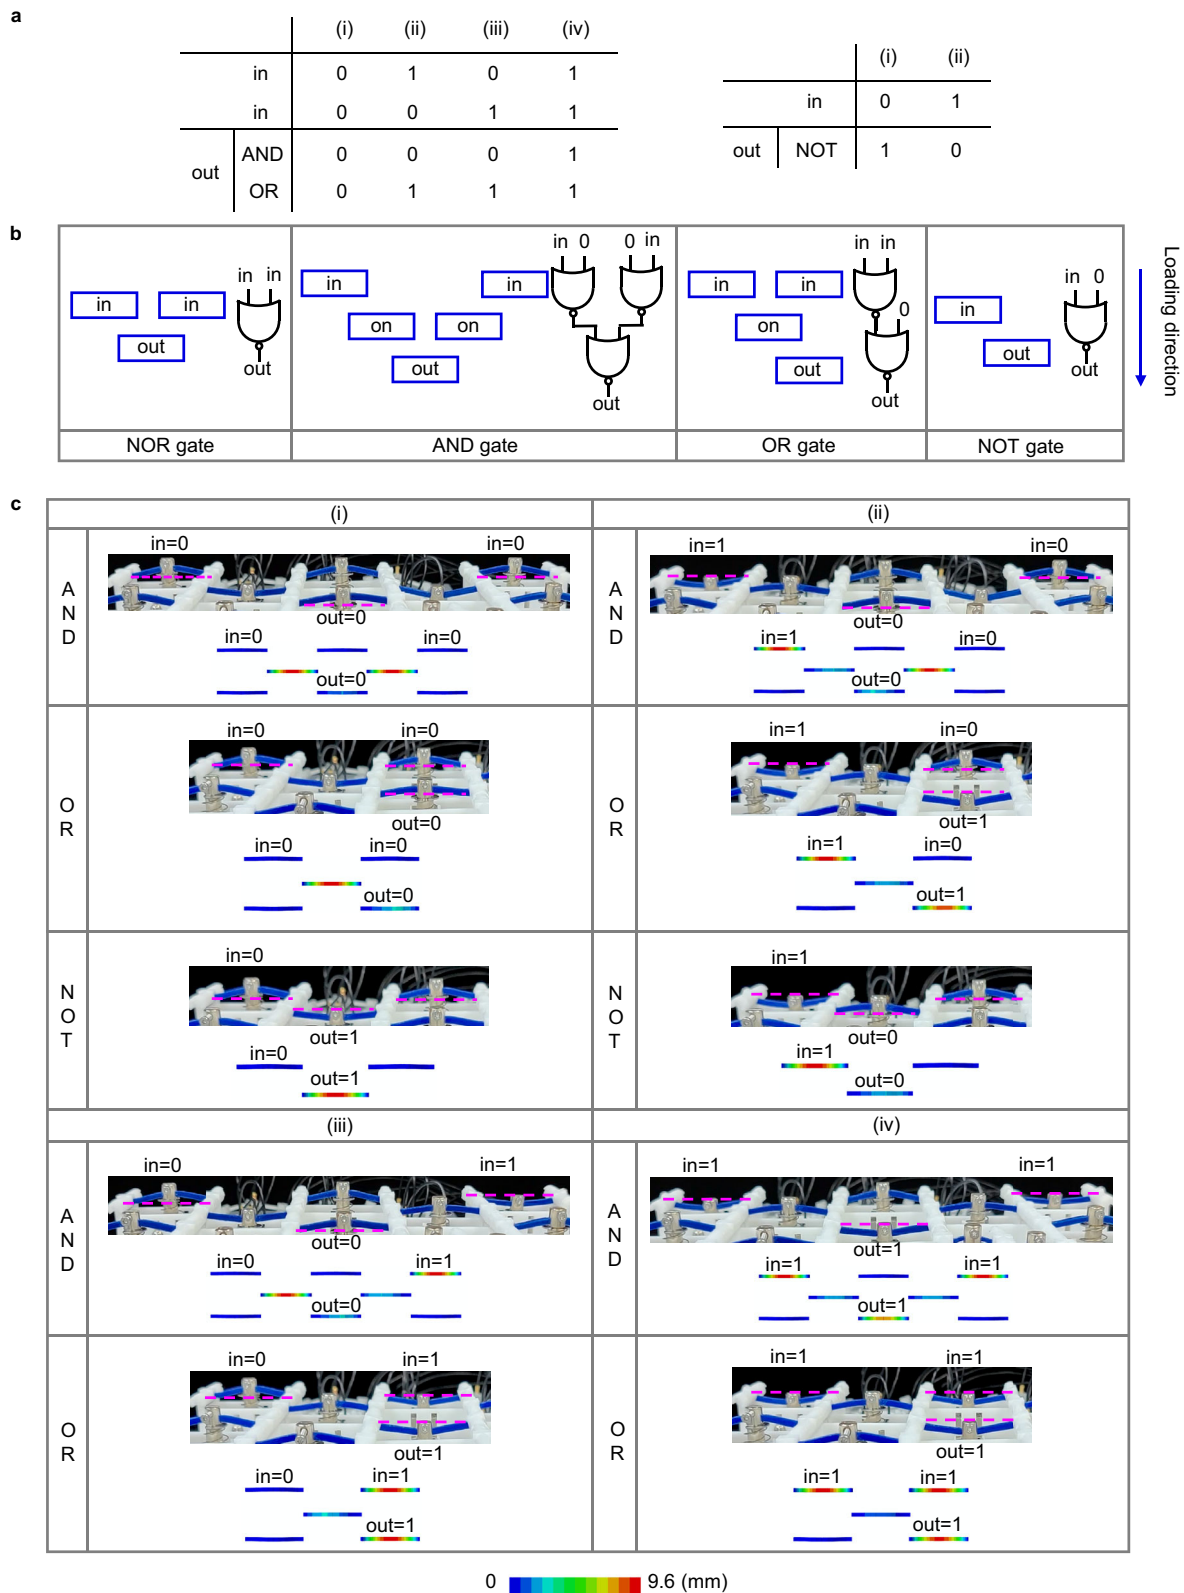 a
(i) (ii) (iii) (iv)
in 0 1 0 1
in 0 0 1 1
out AND 0 0 0 1
OR 0 1 1 1
(i) (ii)
in 0 1
out NOT 1 0
b
in in
in in
out
out
NOR gate
in 0 0 in
in in
on on
out
out
AND gate
in in
in in
on 0
out
out
OR gate
in 0
in
out
out
NOT gate
Loading direction
c
(i)
AND
in=0 in=0
out=0
in=0 in=0
out=0
OR
in=0 in=0
out=0
in=0 in=0
out=0
NOT
in=0
out=1
in=0
out=1
(ii)
AND
in=1 in=0
out=0
in=1 in=0
out=0
OR
in=1 in=0
out=1
in=1 in=0
out=1
NOT
in=1
out=0
in=1
out=0
(iii)
AND
in=0 in=1
out=0
in=0 in=1
out=0
OR
in=0 in=1
out=1
in=0 in=1
out=1
(iv)
AND
in=1 in=1
out=1
in=1 in=1
out=1
OR
in=1 in=1
out=1
in=1 in=1
out=1
0 9.6 (mm)